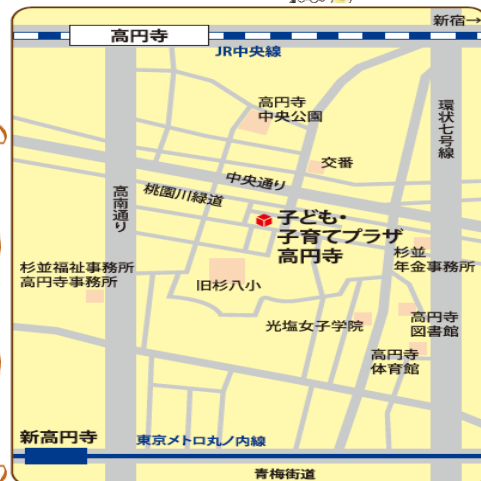 新宿→
高円寺
JR中央線
高円寺
中央公園
環状七号線
交番
中央通り
桃園川緑道
高南通り
子ども・
子育てプラザ
高円寺
杉並
年金事務所
杉並福祉事務所
高円寺事務所
旧杉八小
光塩女子学院
高円寺
図書館
高円寺
体育館
新高円寺
東京メトロ丸ノ内線
青梅街道